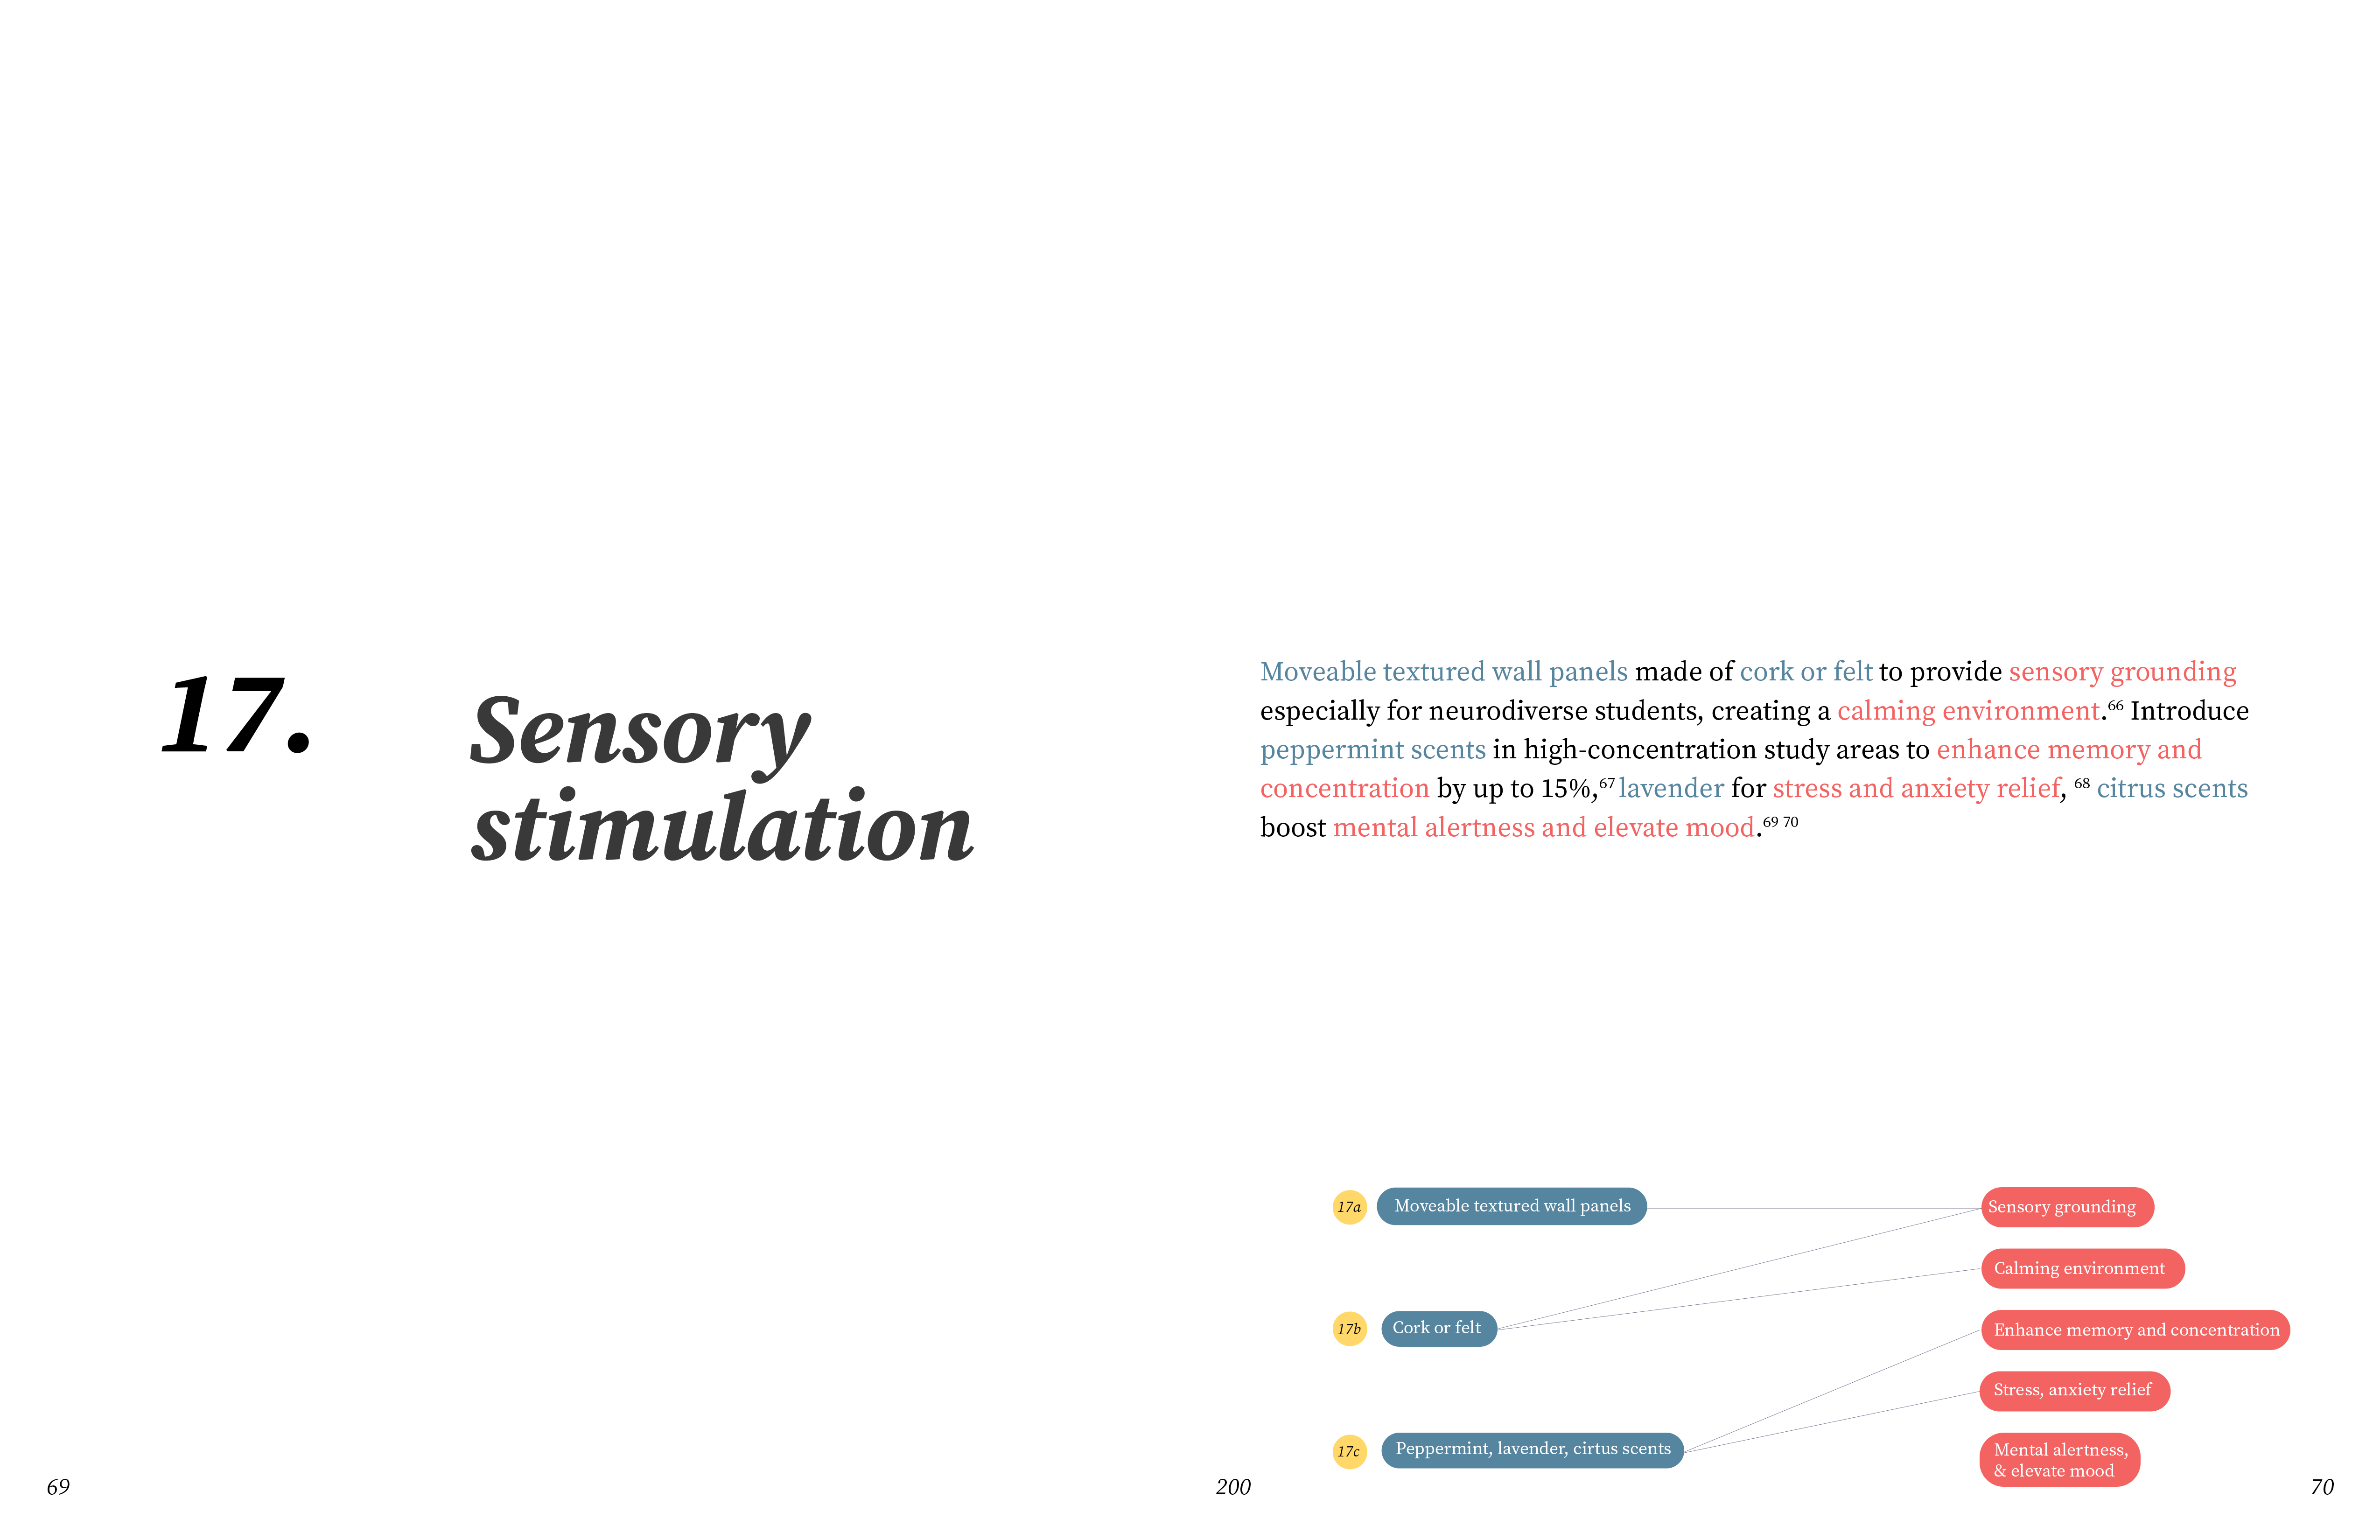 17.
Sensory
stimulation
Moveable textured wall panels made of cork or felt to provide sensory grounding
especially for neurodiverse students, creating a calming environment.66 Introduce
peppermint scents in high-concentration study areas to enhance memory and
concentration by up to 15%,67 lavender for stress and anxiety relief, 68 citrus scents
boost mental alertness and elevate mood.69 70
17a Moveable textured wall panels
Sensory grounding
Calming environment
17b Cork or felt
Enhance memory and concentration
Stress, anxiety relief
17c Peppermint, lavender, cirtus scents
Mental alertness,
& elevate mood
69
200
70